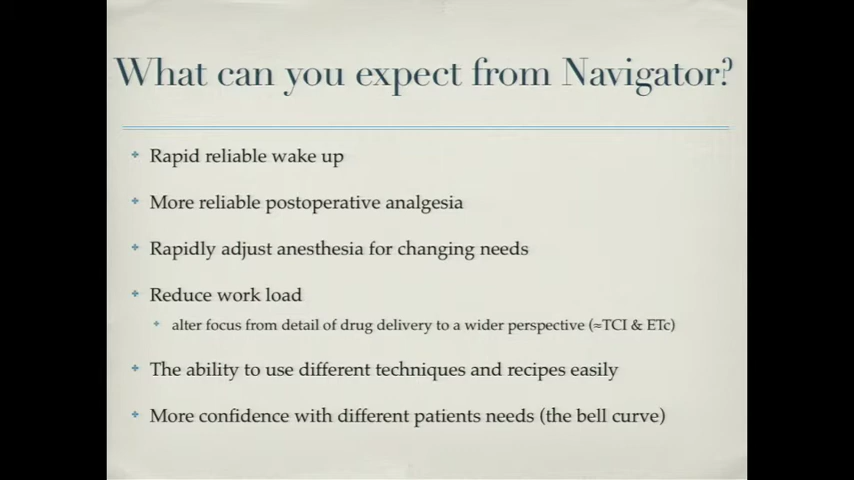 What can you expect from Navigator?
Rapid reliable wake up
More reliable postoperative analgesia
Rapidly adjust anesthesia for changing needs
Reduce work load
alter focus from detail of drug delivery to a wider perspective (≈TCI & ETc)
The ability to use different techniques and recipes easily
More confidence with different patients needs (the bell curve)